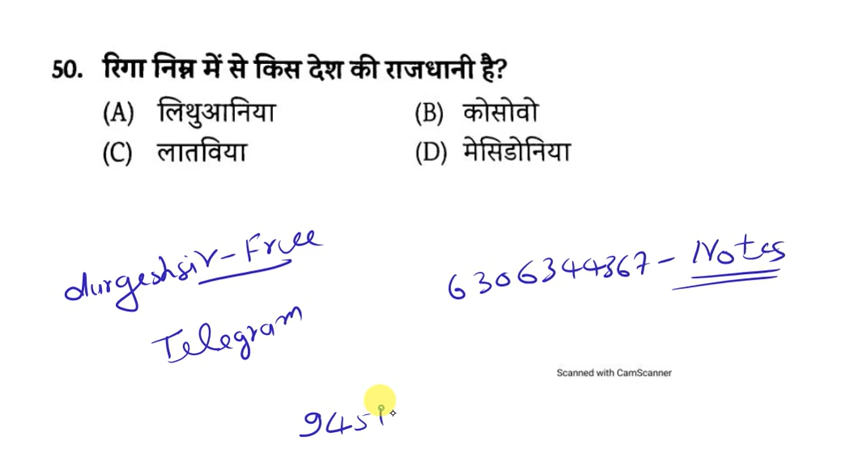 50. रिगा निम्न में से किस देश की राजधानी है?
(A) लिथुआनिया (B) कोसोवो
(C) लातविया (D) मेसिडोनिया
durgeshsir-Free
Telegram
6306344367- Notes
Scanned with CamScanner
9451